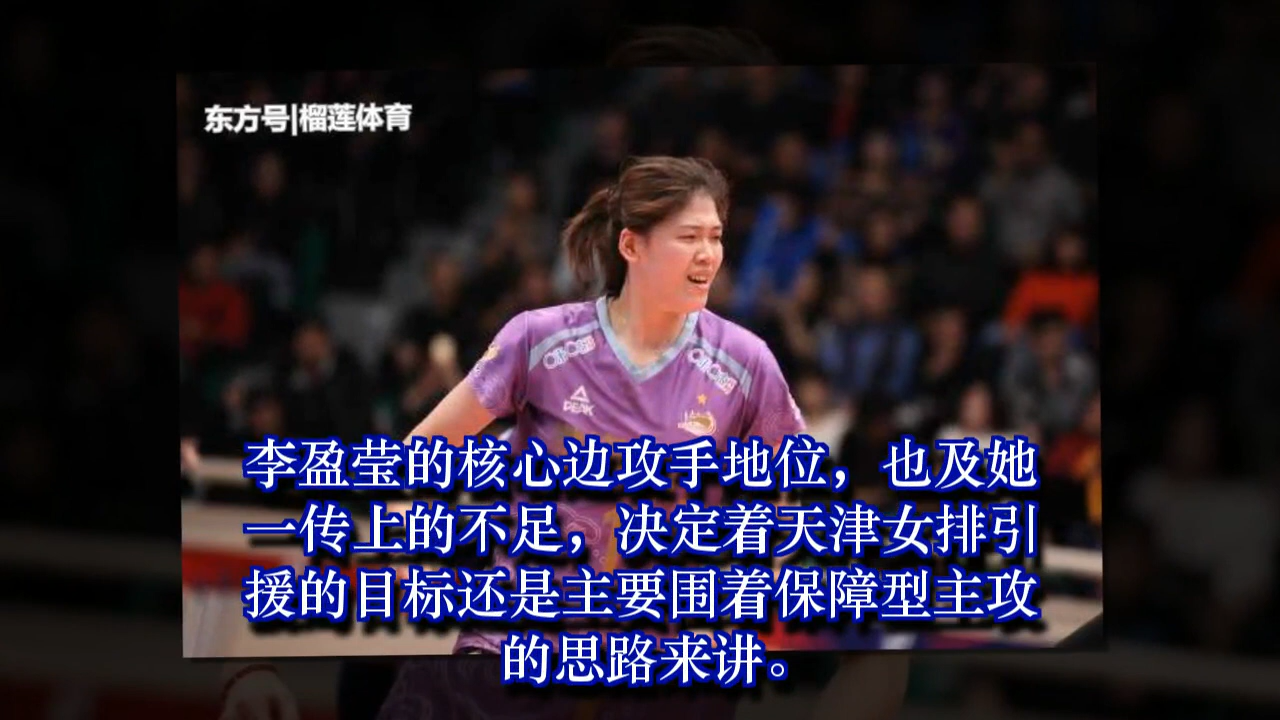 东方号|榴莲体育
PEAK
李盈莹的核心边攻手地位，也及她
一传上的不足，决定着天津女排引
援的目标还是主要围着保障型主攻
的思路来讲。